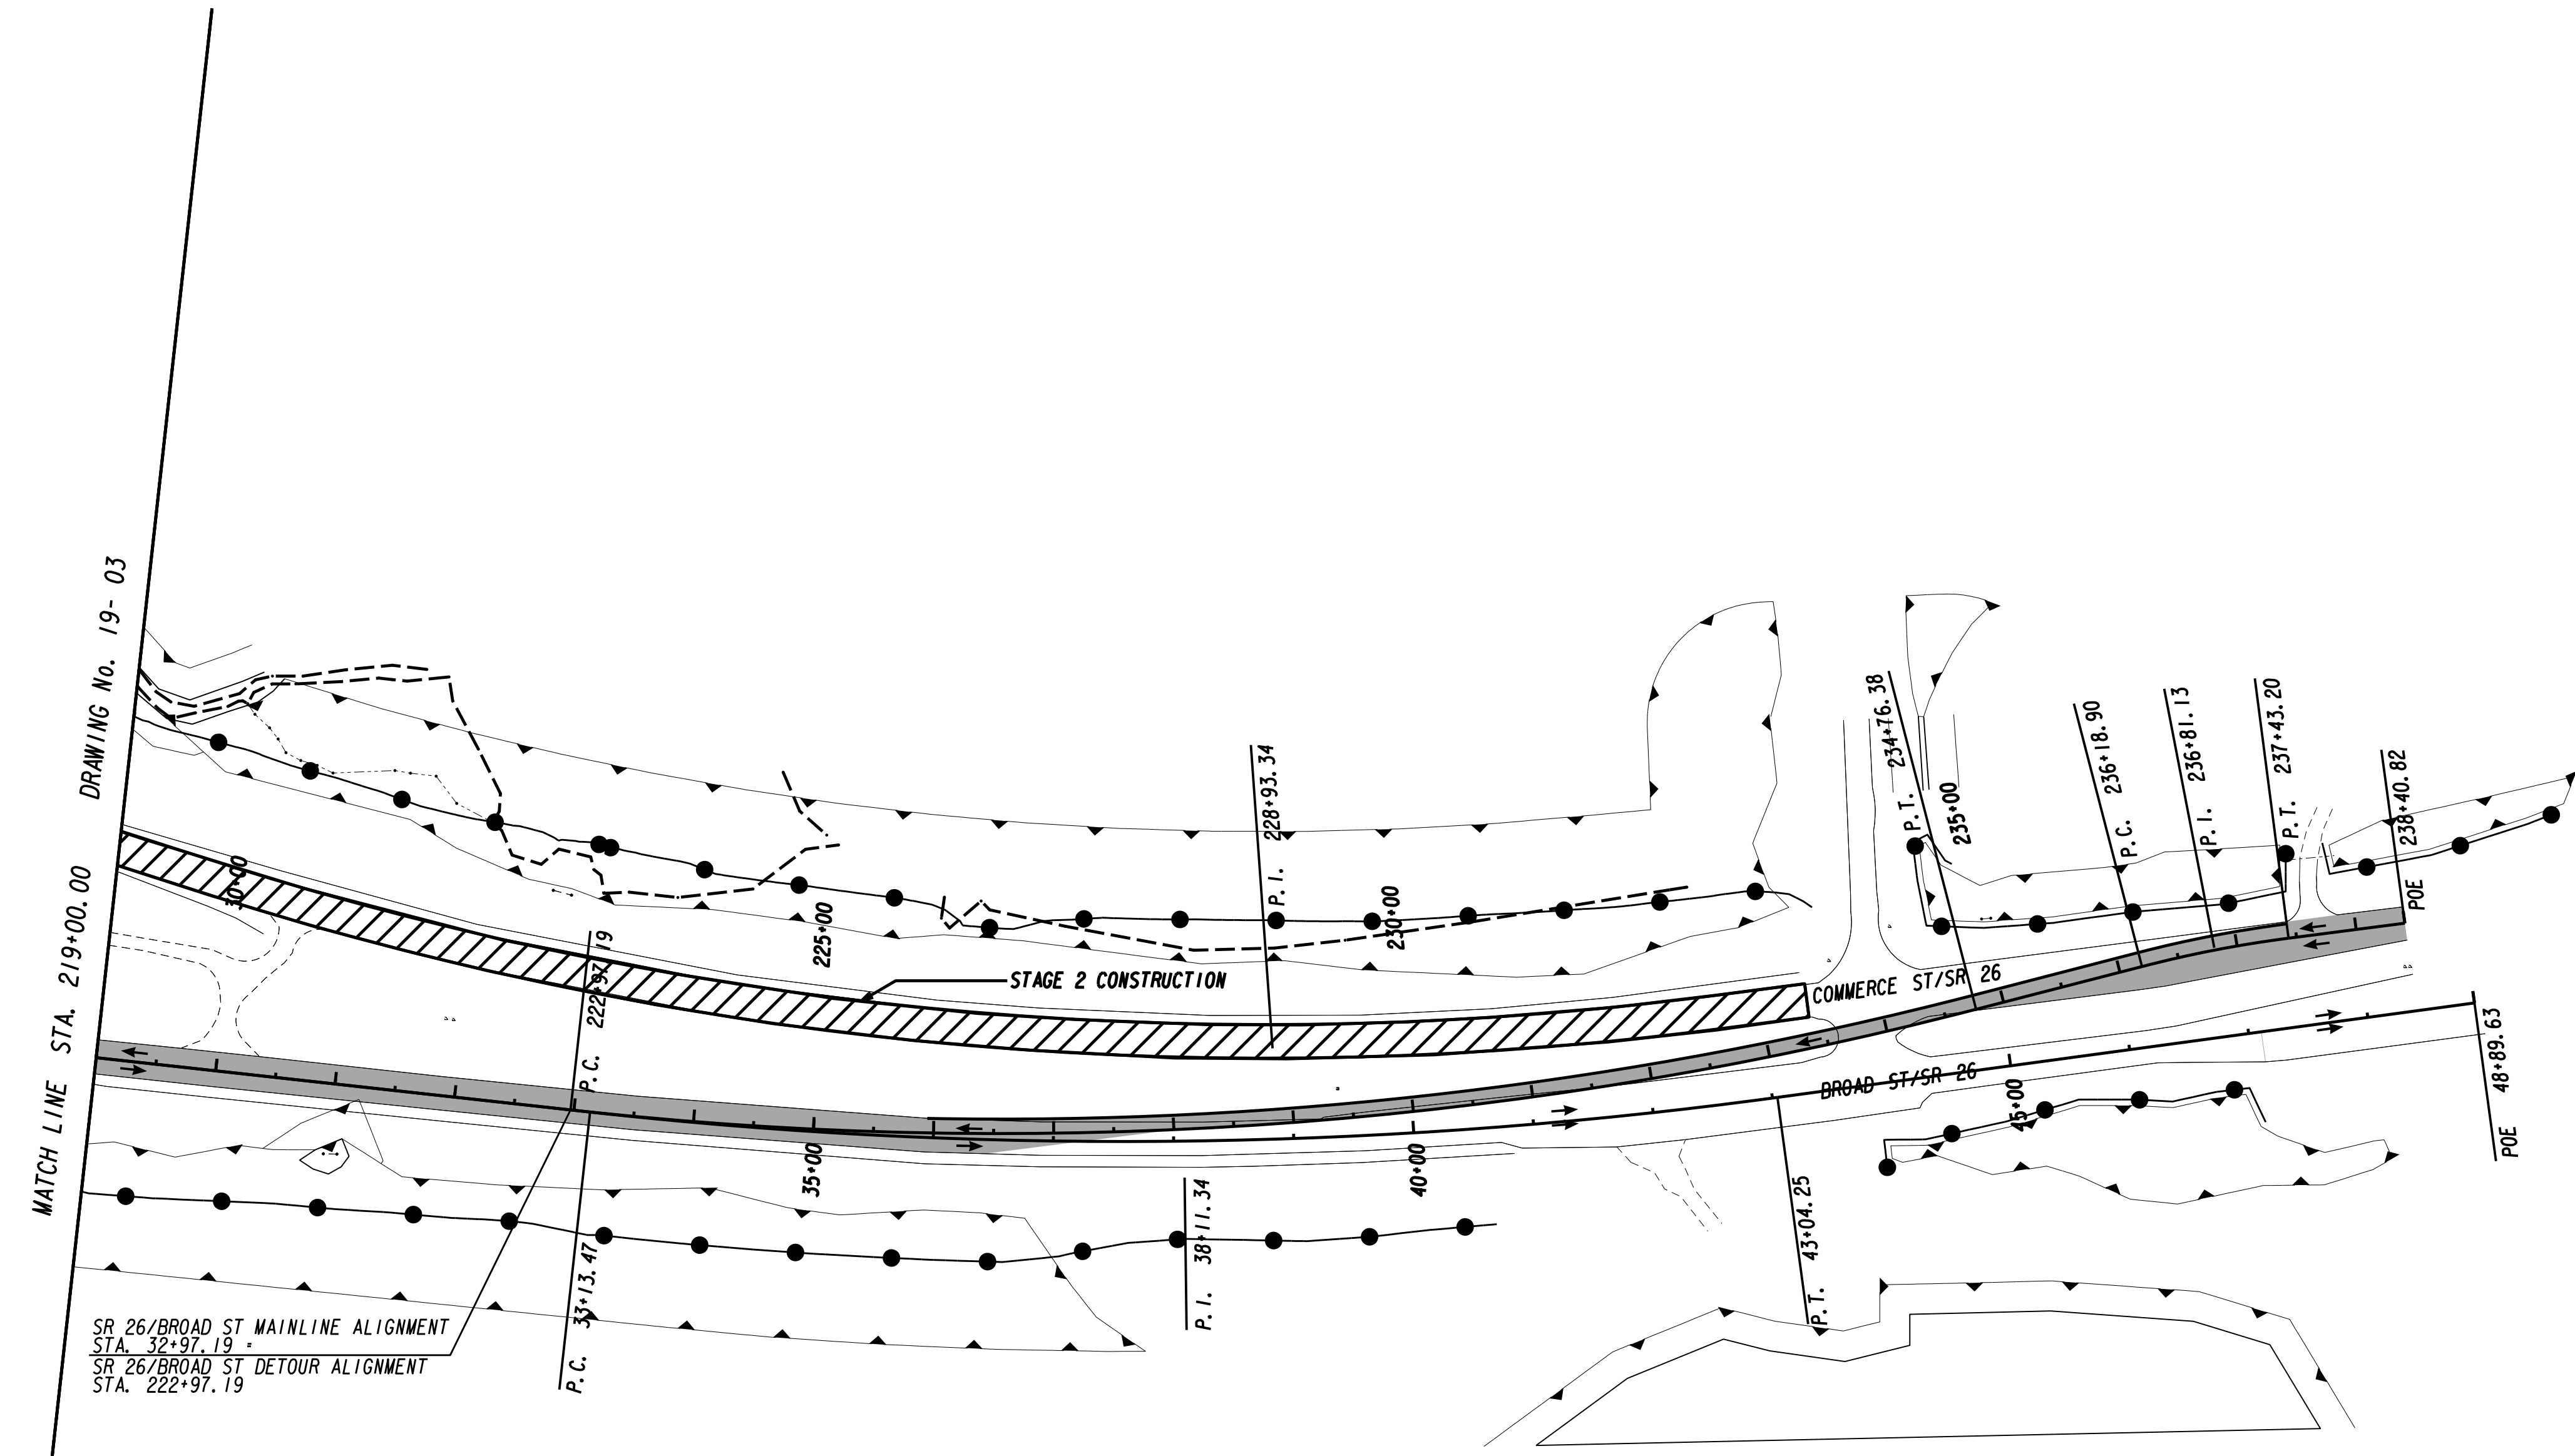 MATCH LINE STA. 219+00.00 DRAWING No. 19-03
30+00
P.C. 222+97.19
225+00
STAGE 2 CONSTRUCTION
P.I. 228+93.34
230+00
P.T. 234+76.38
235+00
P.C. 236+18.90
P.I. 236+81.13
P.T. 237+43.20
POE 238+40.82
COMMERCE ST/SR 26
BROAD ST/SR 26
P.C. 33+13.47
35+00
P.I. 38+11.34
40+00
P.T. 43+04.25
45+00
POE 48+89.63
SR 26/BROAD ST MAINLINE ALIGNMENT
STA. 32+97.19 =
SR 26/BROAD ST DETOUR ALIGNMENT
STA. 222+97.19